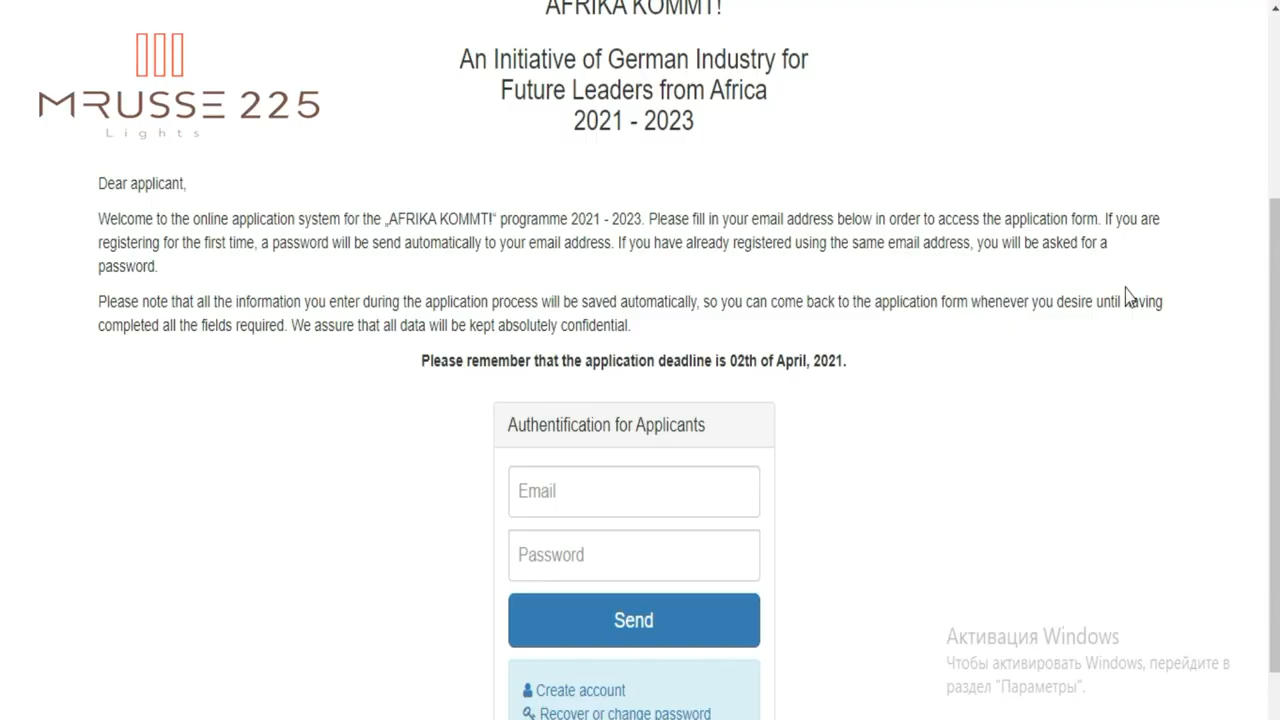 AFRIKA KOMMT!
An Initiative of German Industry for
Future Leaders from Africa
2021 - 2023
MRUSSE 225
Lights
Dear applicant,
Welcome to the online application system for the „AFRIKA KOMMT!“ programme 2021 - 2023. Please fill in your email address below in order to access the application form. If you are
registering for the first time, a password will be send automatically to your email address. If you have already registered using the same email address, you will be asked for a
password.
Please note that all the information you enter during the application process will be saved automatically, so you can come back to the application form whenever you desire until having
completed all the fields required. We assure that all data will be kept absolutely confidential.
Please remember that the application deadline is 02th of April, 2021.
Authentification for Applicants
Email
Password
Send
Create account
Recover or change password
Активация Windows
Чтобы активировать Windows, перейдите в
раздел "Параметры".